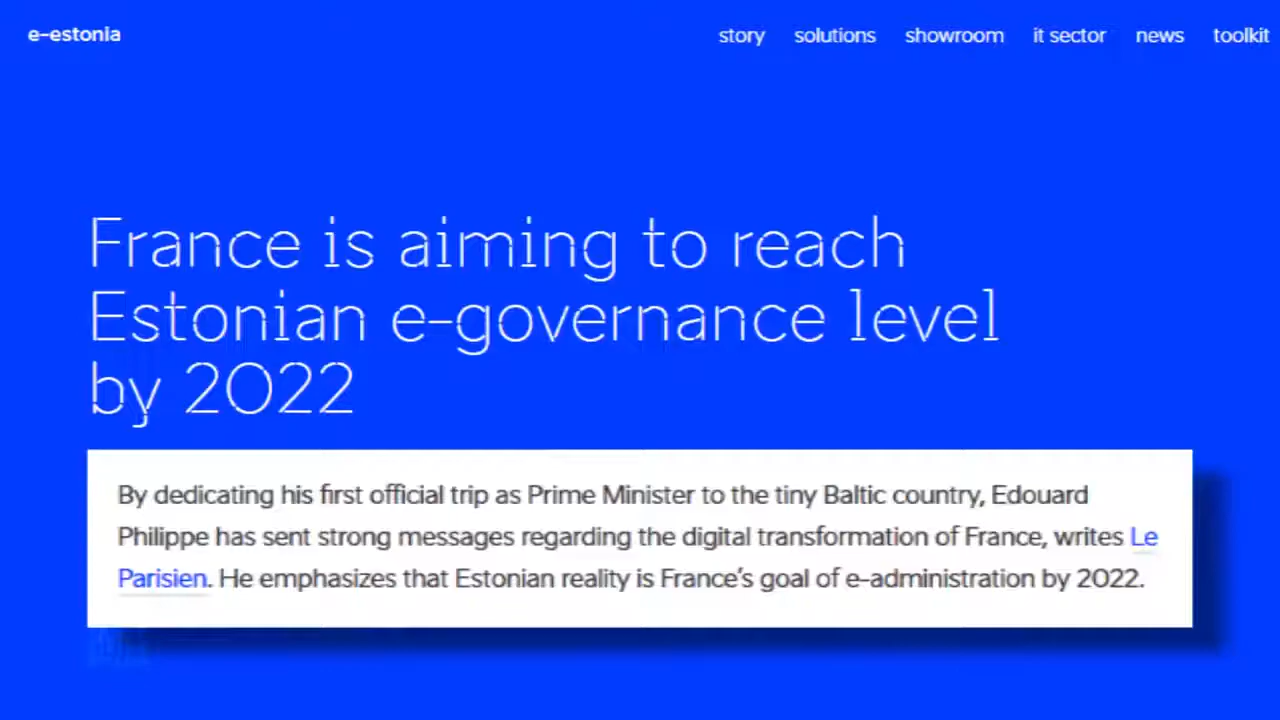 e-estonia
story solutions showroom it sector news toolkit
France is aiming to reach
Estonian e-governance level
by 2022
By dedicating his first official trip as Prime Minister to the tiny Baltic country, Edouard
Philippe has sent strong messages regarding the digital transformation of France, writes Le
Parisien. He emphasizes that Estonian reality is France's goal of e-administration by 2022.